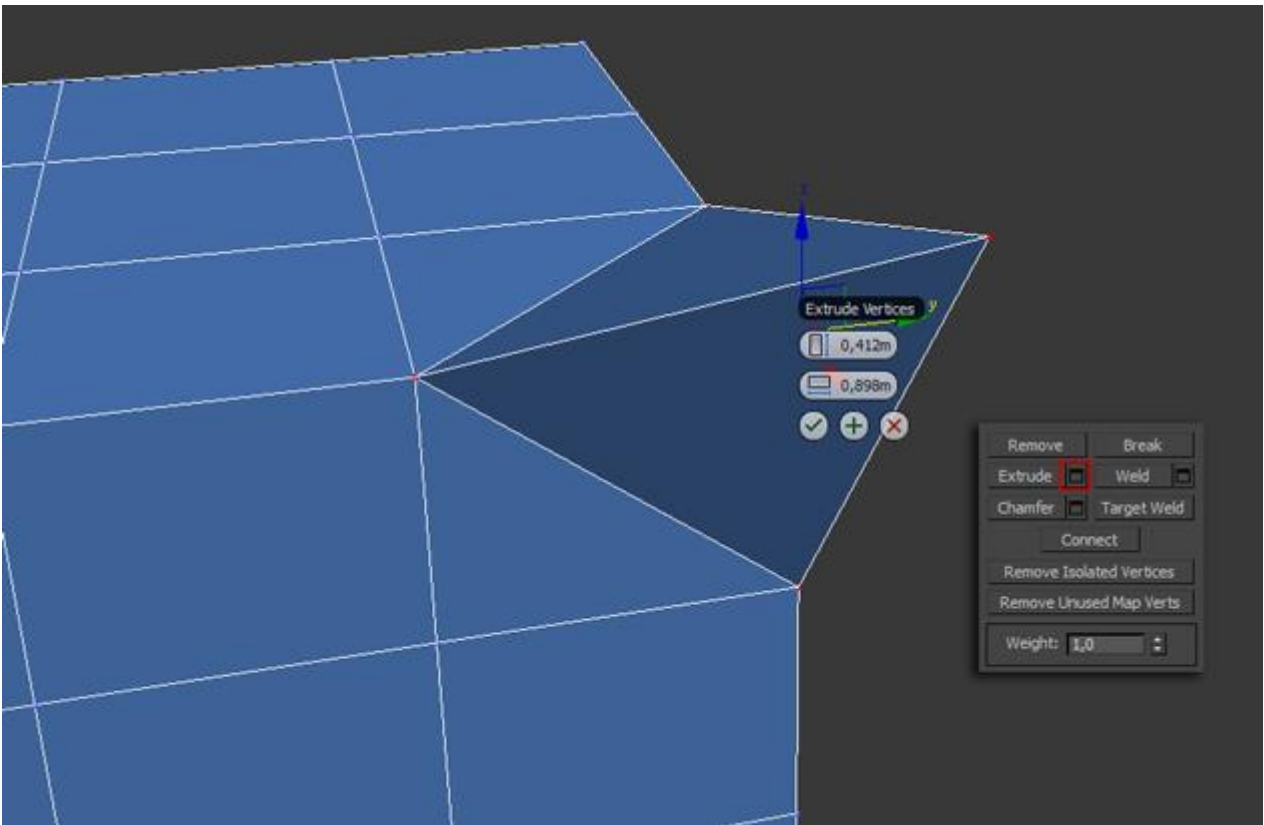 z
Extrude Vertices
y
0,412m
0,898m
Remove Break
Extrude Weld
Chamfer Target Weld
Connect
Remove Isolated Vertices
Remove Unused Map Verts
Weight: 1,0